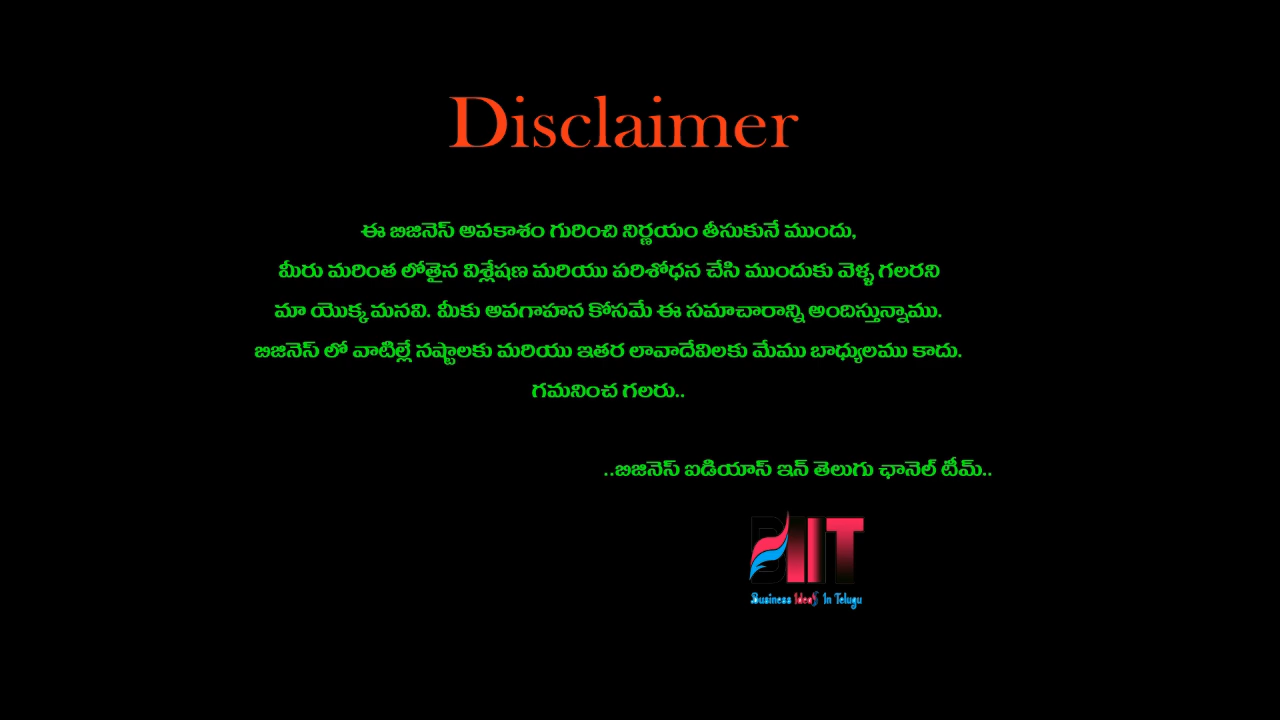 Disclaimer
ఈ బిజినెస్ అవకాశం గురించి నిర్ణయం తీసుకునే ముందు,
మీరు మరింత లోతైన విశ్లేషణ మరియు పరిశోధన చేసి ముందుకు వెళ్ళ గలరని
మా యొక్క మనవి. మీకు అవగాహన కోసమే ఈ సమాచారాన్ని అందిస్తున్నాము.
బిజినెస్ లో వాటిల్లే నష్టాలకు మరియు ఇతర లావాదేవిలకు మేము బాధ్యులము కాదు.
గమనించ గలరు..
..బిజినెస్ ఐడియాస్ ఇన్ తెలుగు ఛానెల్ టీమ్..
BIIT
Business Ideas In Telugu